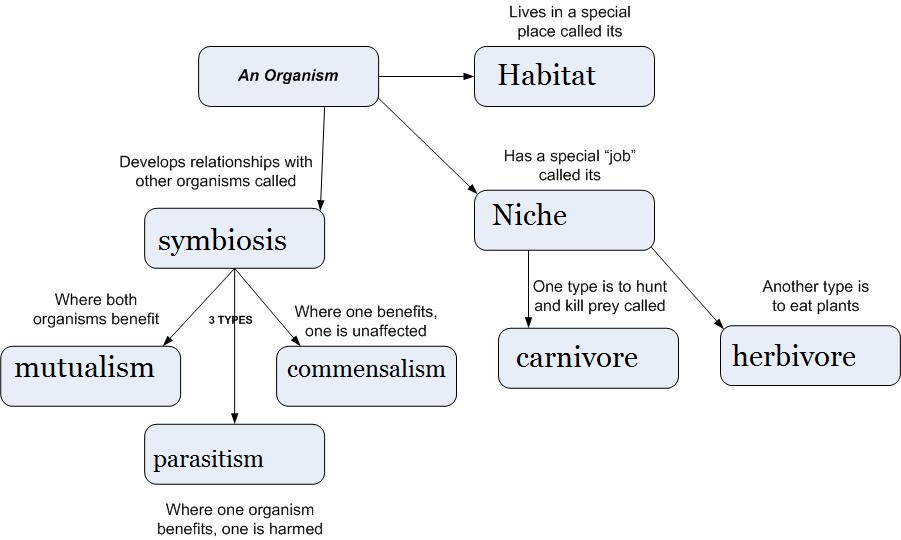 Lives in a special
place called its
An Organism
Habitat
Develops relationships with
other organisms called
Has a special “job”
called its
symbiosis
Niche
Where both
organisms benefit
3 TYPES
Where one benefits,
one is unaffected
One type is to hunt
and kill prey called
Another type is
to eat plants
mutualism
commensalism
carnivore
herbivore
parasitism
Where one organism
benefits, one is harmed